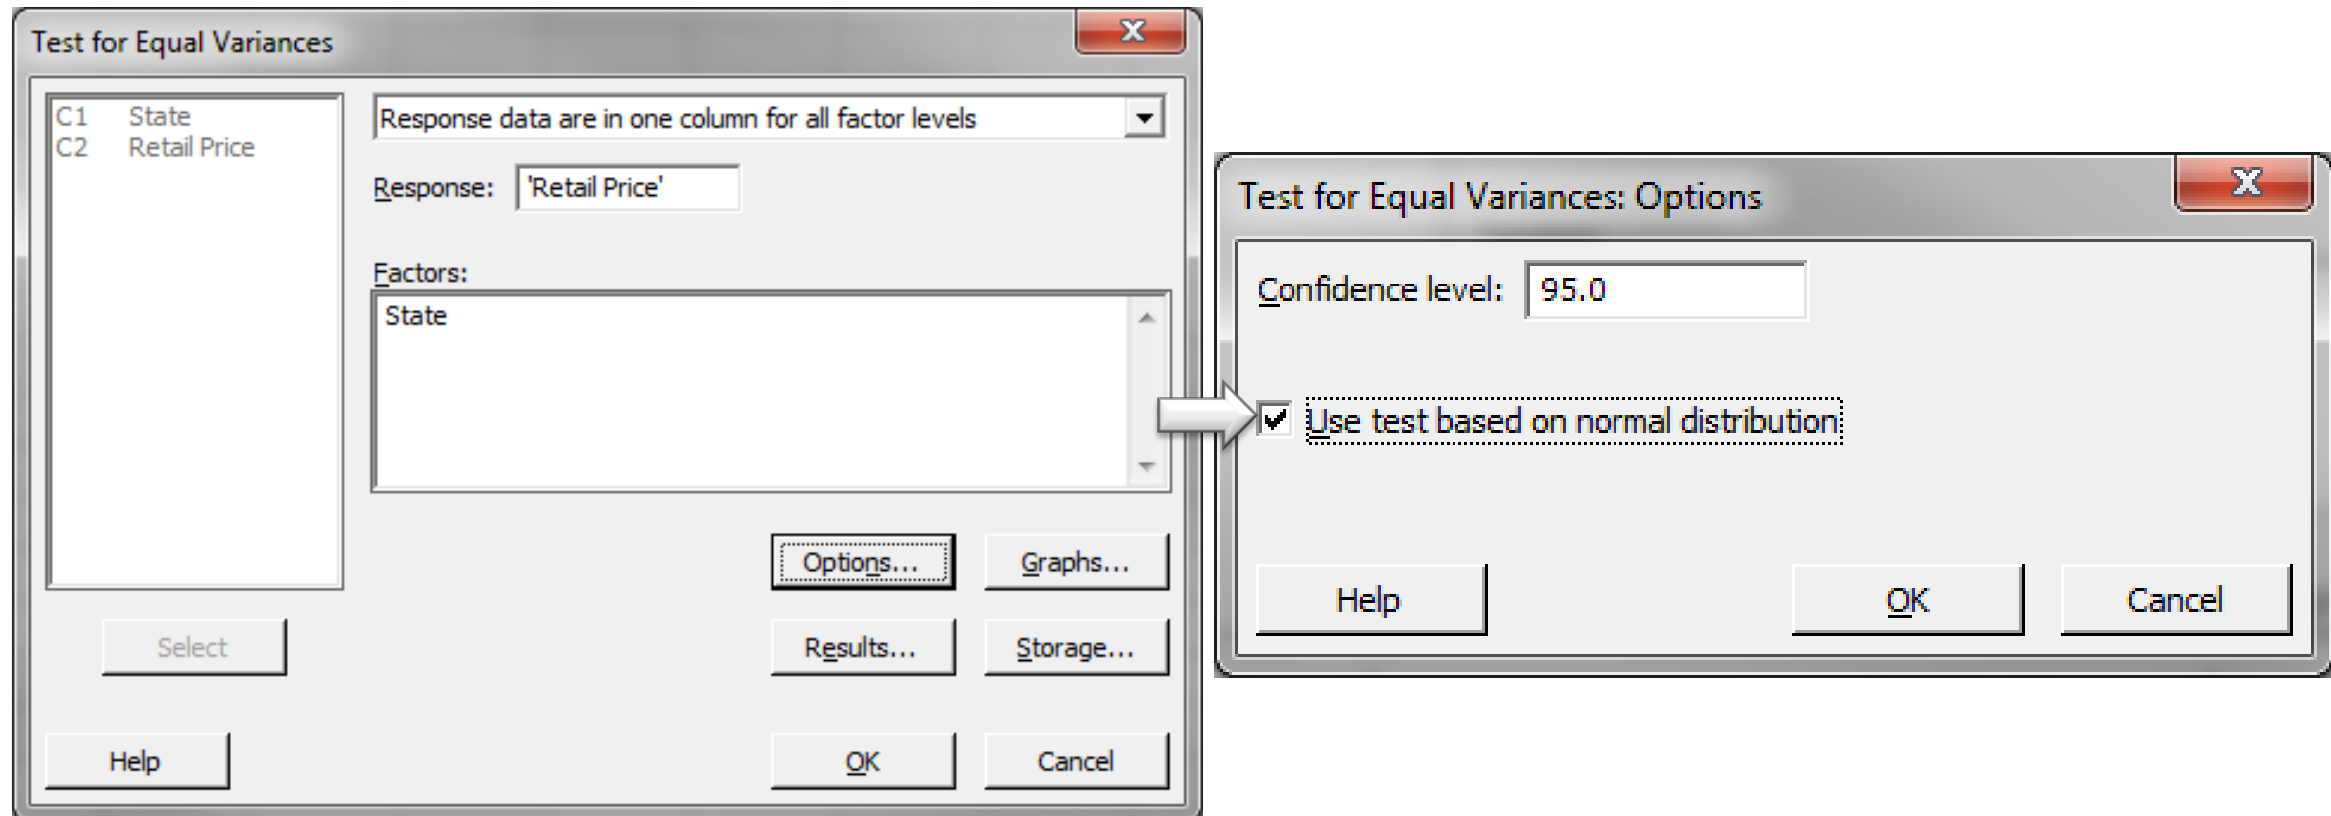 Test for Equal Variances
C1 State
C2 Retail Price
Response data are in one column for all factor levels
Response: 'Retail Price'
Factors:
State
Options... Graphs...
Select Results... Storage...
Help OK Cancel
Test for Equal Variances: Options
Confidence level: 95.0
Use test based on normal distribution
Help OK Cancel